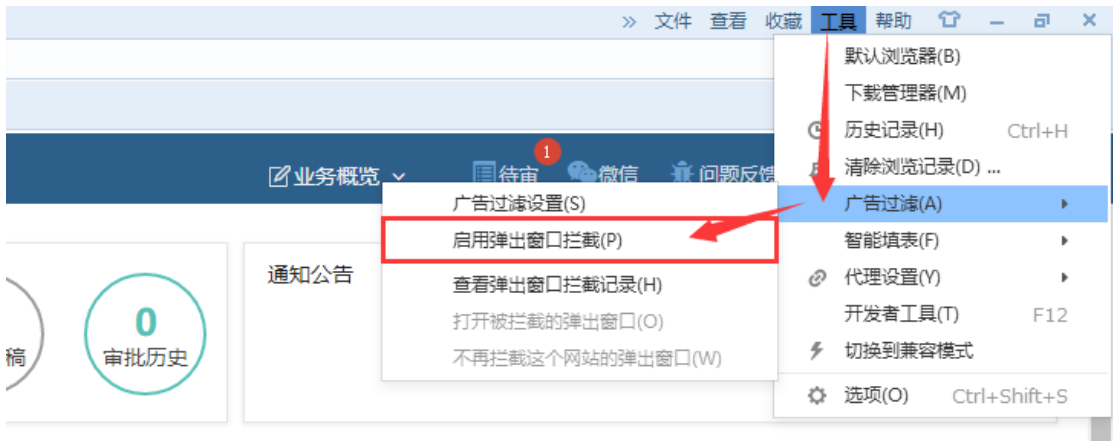 » 文件 查看 收藏 工具 帮助
默认浏览器(B)
下载管理器(M)
历史记录(H) Ctrl+H
清除浏览记录(D) ...
广告过滤(A)
智能填表(F)
代理设置(Y)
开发者工具(T) F12
切换到兼容模式
选项(O) Ctrl+Shift+S
业务概览 待审 1 微信 问题反馈
广告过滤设置(S)
启用弹出窗口拦截(P)
查看弹出窗口拦截记录(H)
打开被拦截的弹出窗口(O)
不再拦截这个网站的弹出窗口(W)
稿
0
审批历史
通知公告